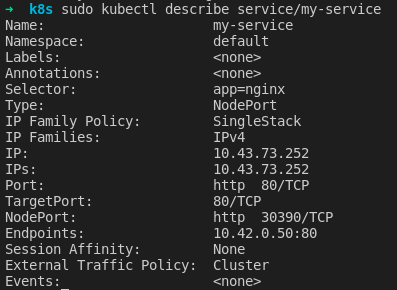 → k8s sudo kubectl describe service/my-service
Name: my-service
Namespace: default
Labels: <none>
Annotations: <none>
Selector: app=nginx
Type: NodePort
IP Family Policy: SingleStack
IP Families: IPv4
IP: 10.43.73.252
IPs: 10.43.73.252
Port: http 80/TCP
TargetPort: 80/TCP
NodePort: http 30390/TCP
Endpoints: 10.42.0.50:80
Session Affinity: None
External Traffic Policy: Cluster
Events: <none>